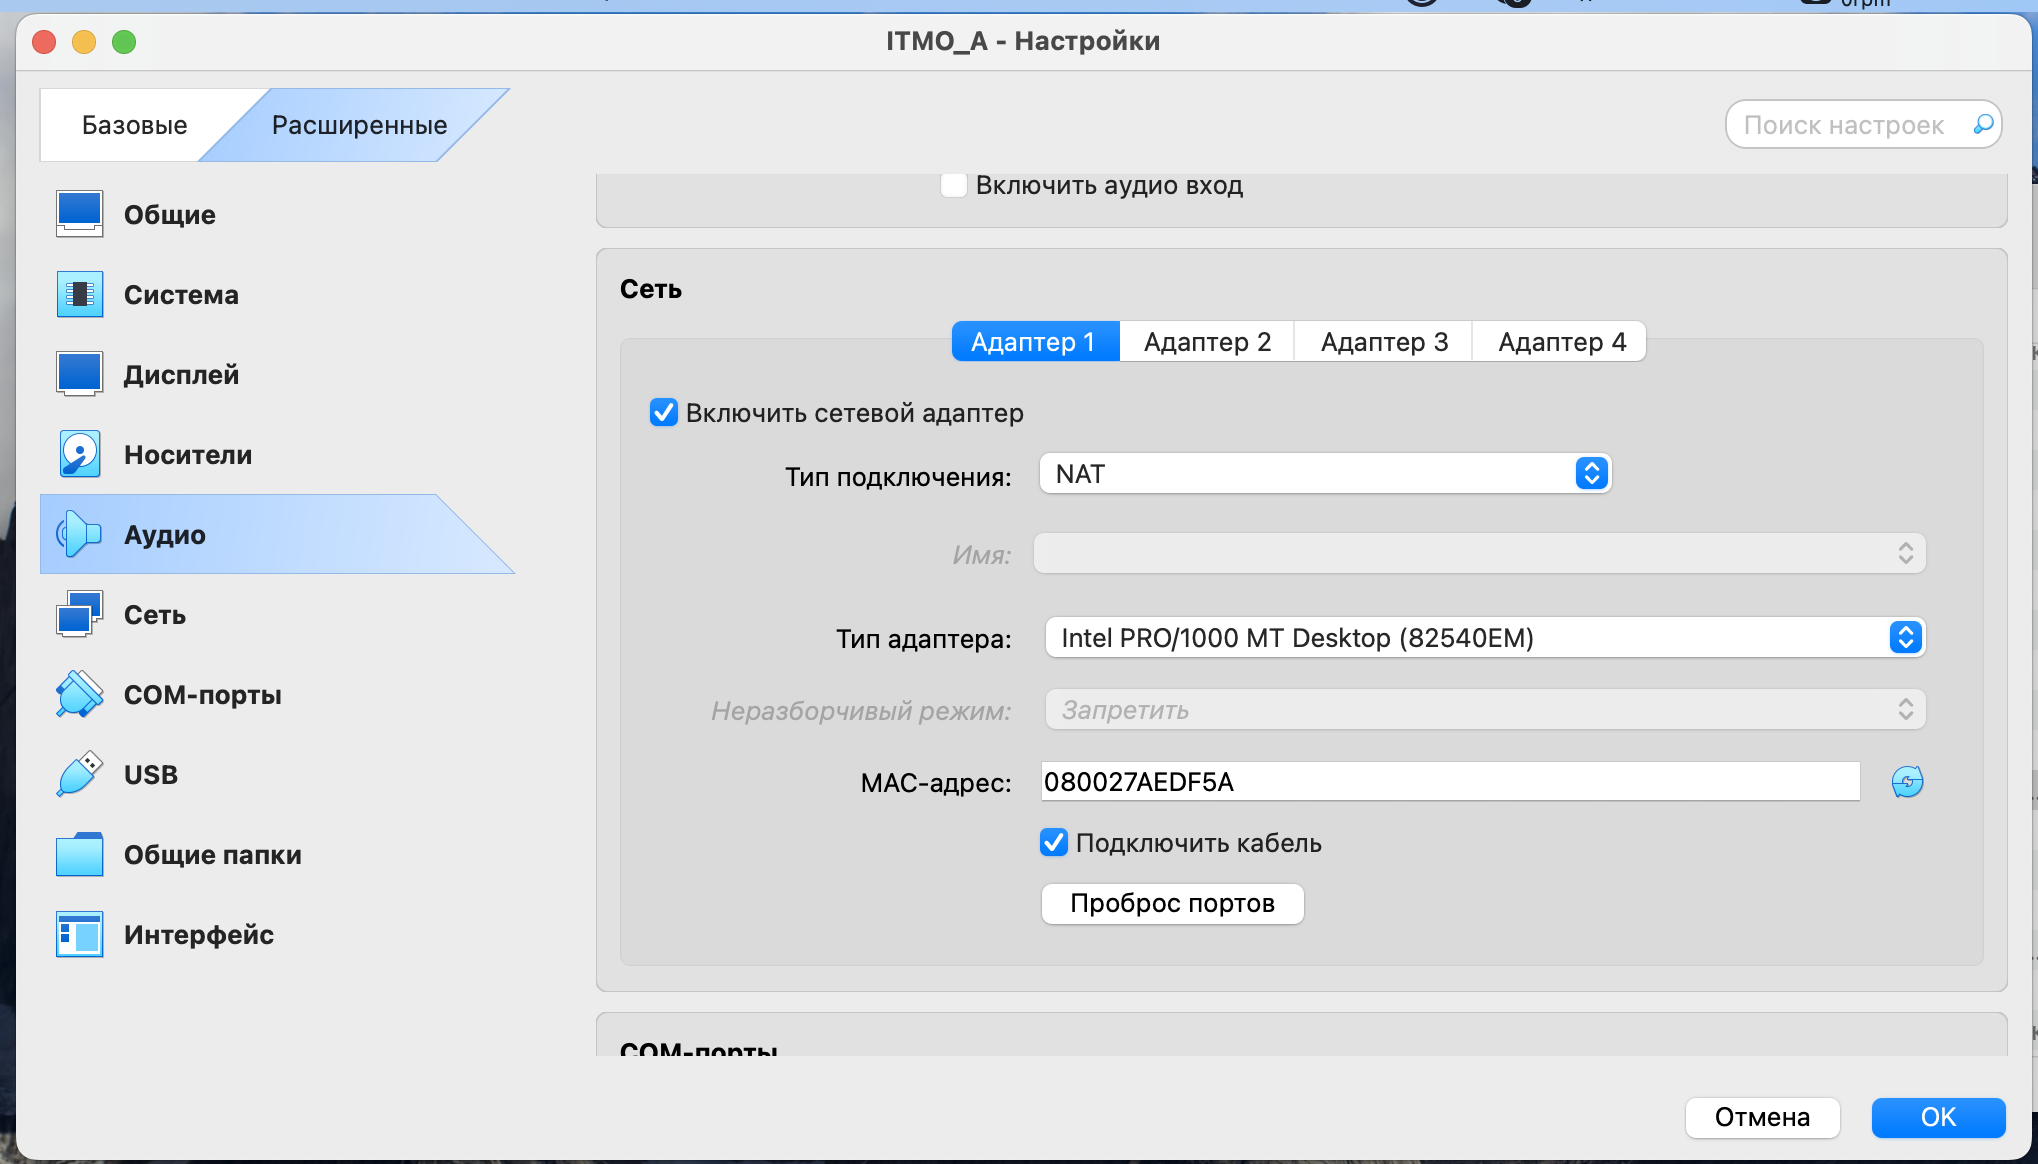 ITMO_A - Настройки
Базовые
Расширенные
Поиск настроек
Общие
Система
Дисплей
Носители
Аудио
Сеть
COM-порты
USB
Общие папки
Интерфейс
Включить аудио вход
Сеть
Адаптер 1
Адаптер 2
Адаптер 3
Адаптер 4
Включить сетевой адаптер
Тип подключения:
NAT
Имя:
Тип адаптера:
Intel PRO/1000 MT Desktop (82540EM)
Неразборчивый режим:
Запретить
MAC-адрес:
080027AEDF5A
Подключить кабель
Проброс портов
COM-порты
Отмена
OK